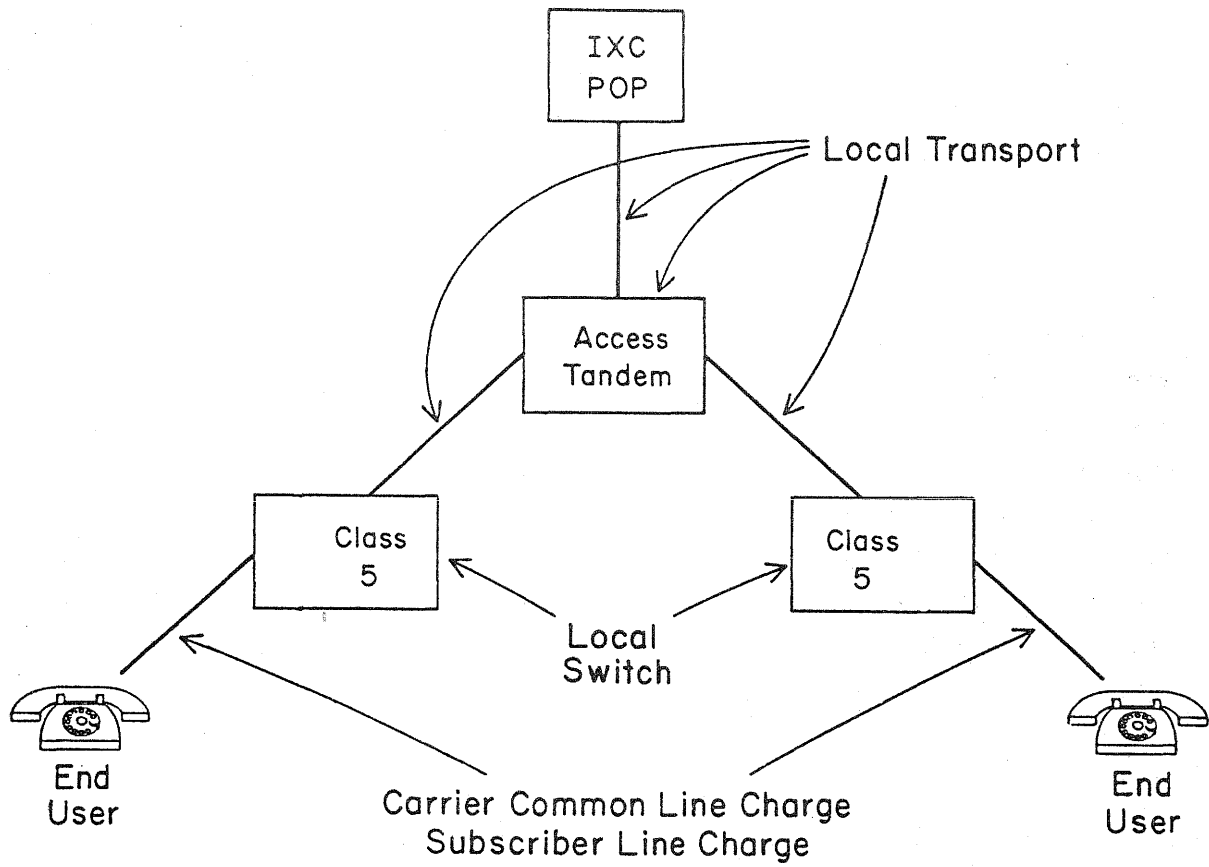 IXC
POP
Local Transport
Access
Tandem
Class
5
Class
5
Local
Switch
End
User
End
User
Carrier Common Line Charge
Subscriber Line Charge